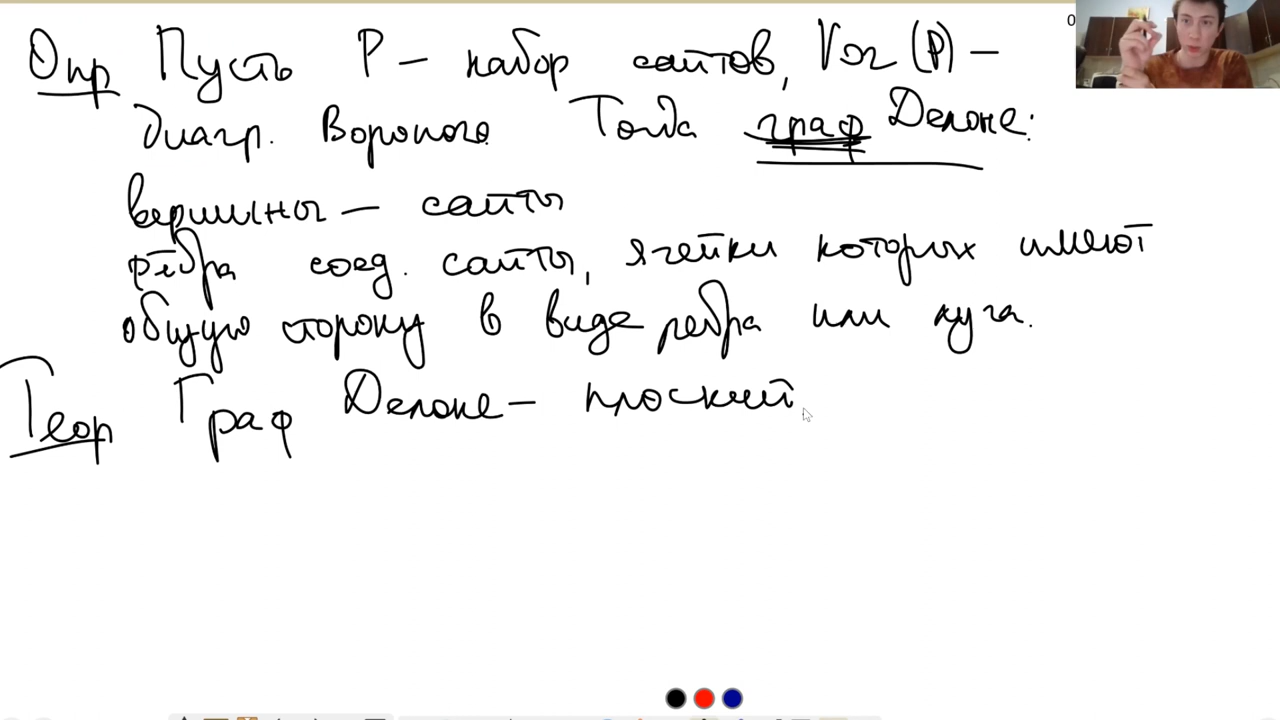 Опр Пусть P – набор сайтов, Vor (P) –
диагр. Вороного Тогда граф Делоне:
вершины – сайты
рёбра соед. сайты, ячейки которых имеют
общую сторону в виде ребра или луча.
Теор Граф Делоне – плоский